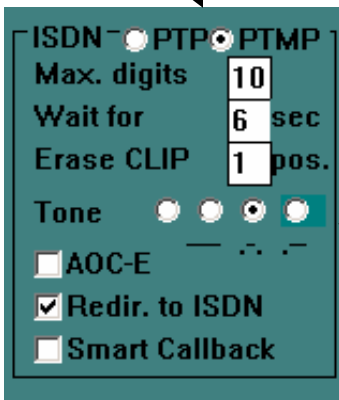 ISDN PTP PTMP
Max. digits 10
Wait for 6 sec
Erase CLIP 1 pos.
Tone
— .-. .–
AOC-E
Redir. to ISDN
Smart Callback